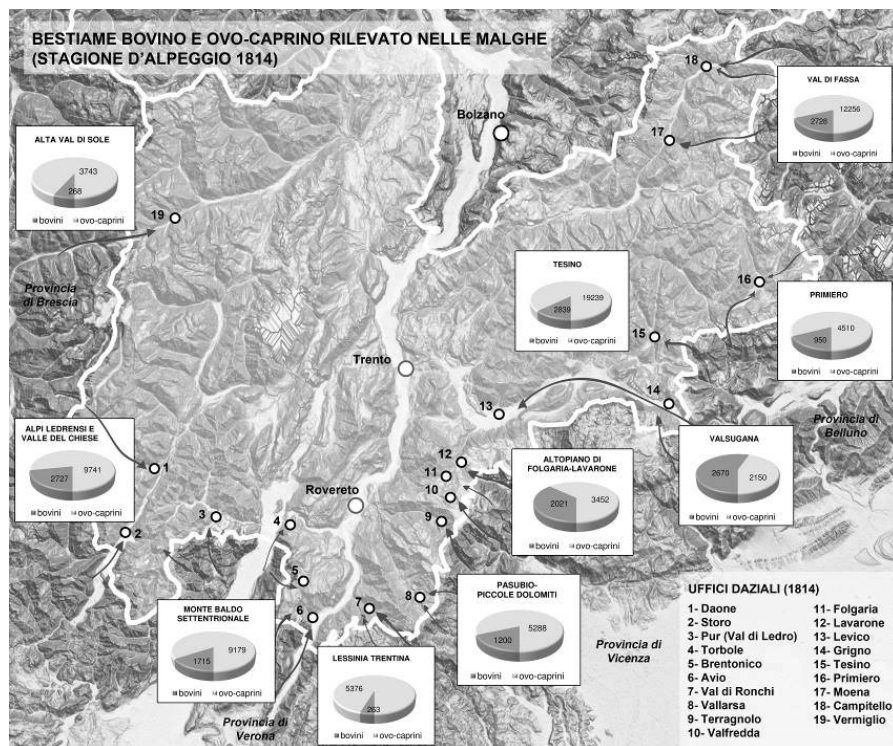 BESTIAME BOVINO E OVO-CAPRINO RILEVATO NELLE MALGHE
(STAGIONE D'ALPEGGIO 1814)
18
VAL DI FASSA
12256
2728
bovini ovo-caprini
Bolzano
17
ALTA VAL DI SOLE
3743
268
bovini ovo-caprini
19
Provincia
di Brescia
TESINO
19239
2839
bovini ovo-caprini
16
PRIMIERO
4510
950
bovini ovo-caprini
15
Trento
14
13
Provincia di
Belluno
ALPI LEDRENSI E
VALLE DEL CHIESE
9741
2727
bovini ovo-caprini
1
2
3
Rovereto
4
12
11
10
9
ALTOPIANO DI
FOLGARIA-LAVARONE
2021
3452
bovini ovo-caprini
VALSUGANA
2670
2150
bovini ovo-caprini
5
6
7
8
MONTE BALDO
SETTENTRIONALE
9179
1715
bovini ovo-caprini
LESSINIA TRENTINA
5376
263
bovini ovo-caprini
PASUBIO-
PICCOLE DOLOMITI
5288
1200
bovini ovo-caprini
Provincia di
Verona
Provincia di
Vicenza
UFFICI DAZIALI (1814)
1- Daone
2- Storo
3- Pur (Val di Ledro)
4- Torbole
5- Brentonico
6- Avio
7- Val di Ronchi
8- Vallarsa
9- Terragnolo
10- Valfredda
11- Folgaria
12- Lavarone
13- Levico
14- Grigno
15- Tesino
16- Primiero
17- Moena
18- Campitello
19- Vermiglio